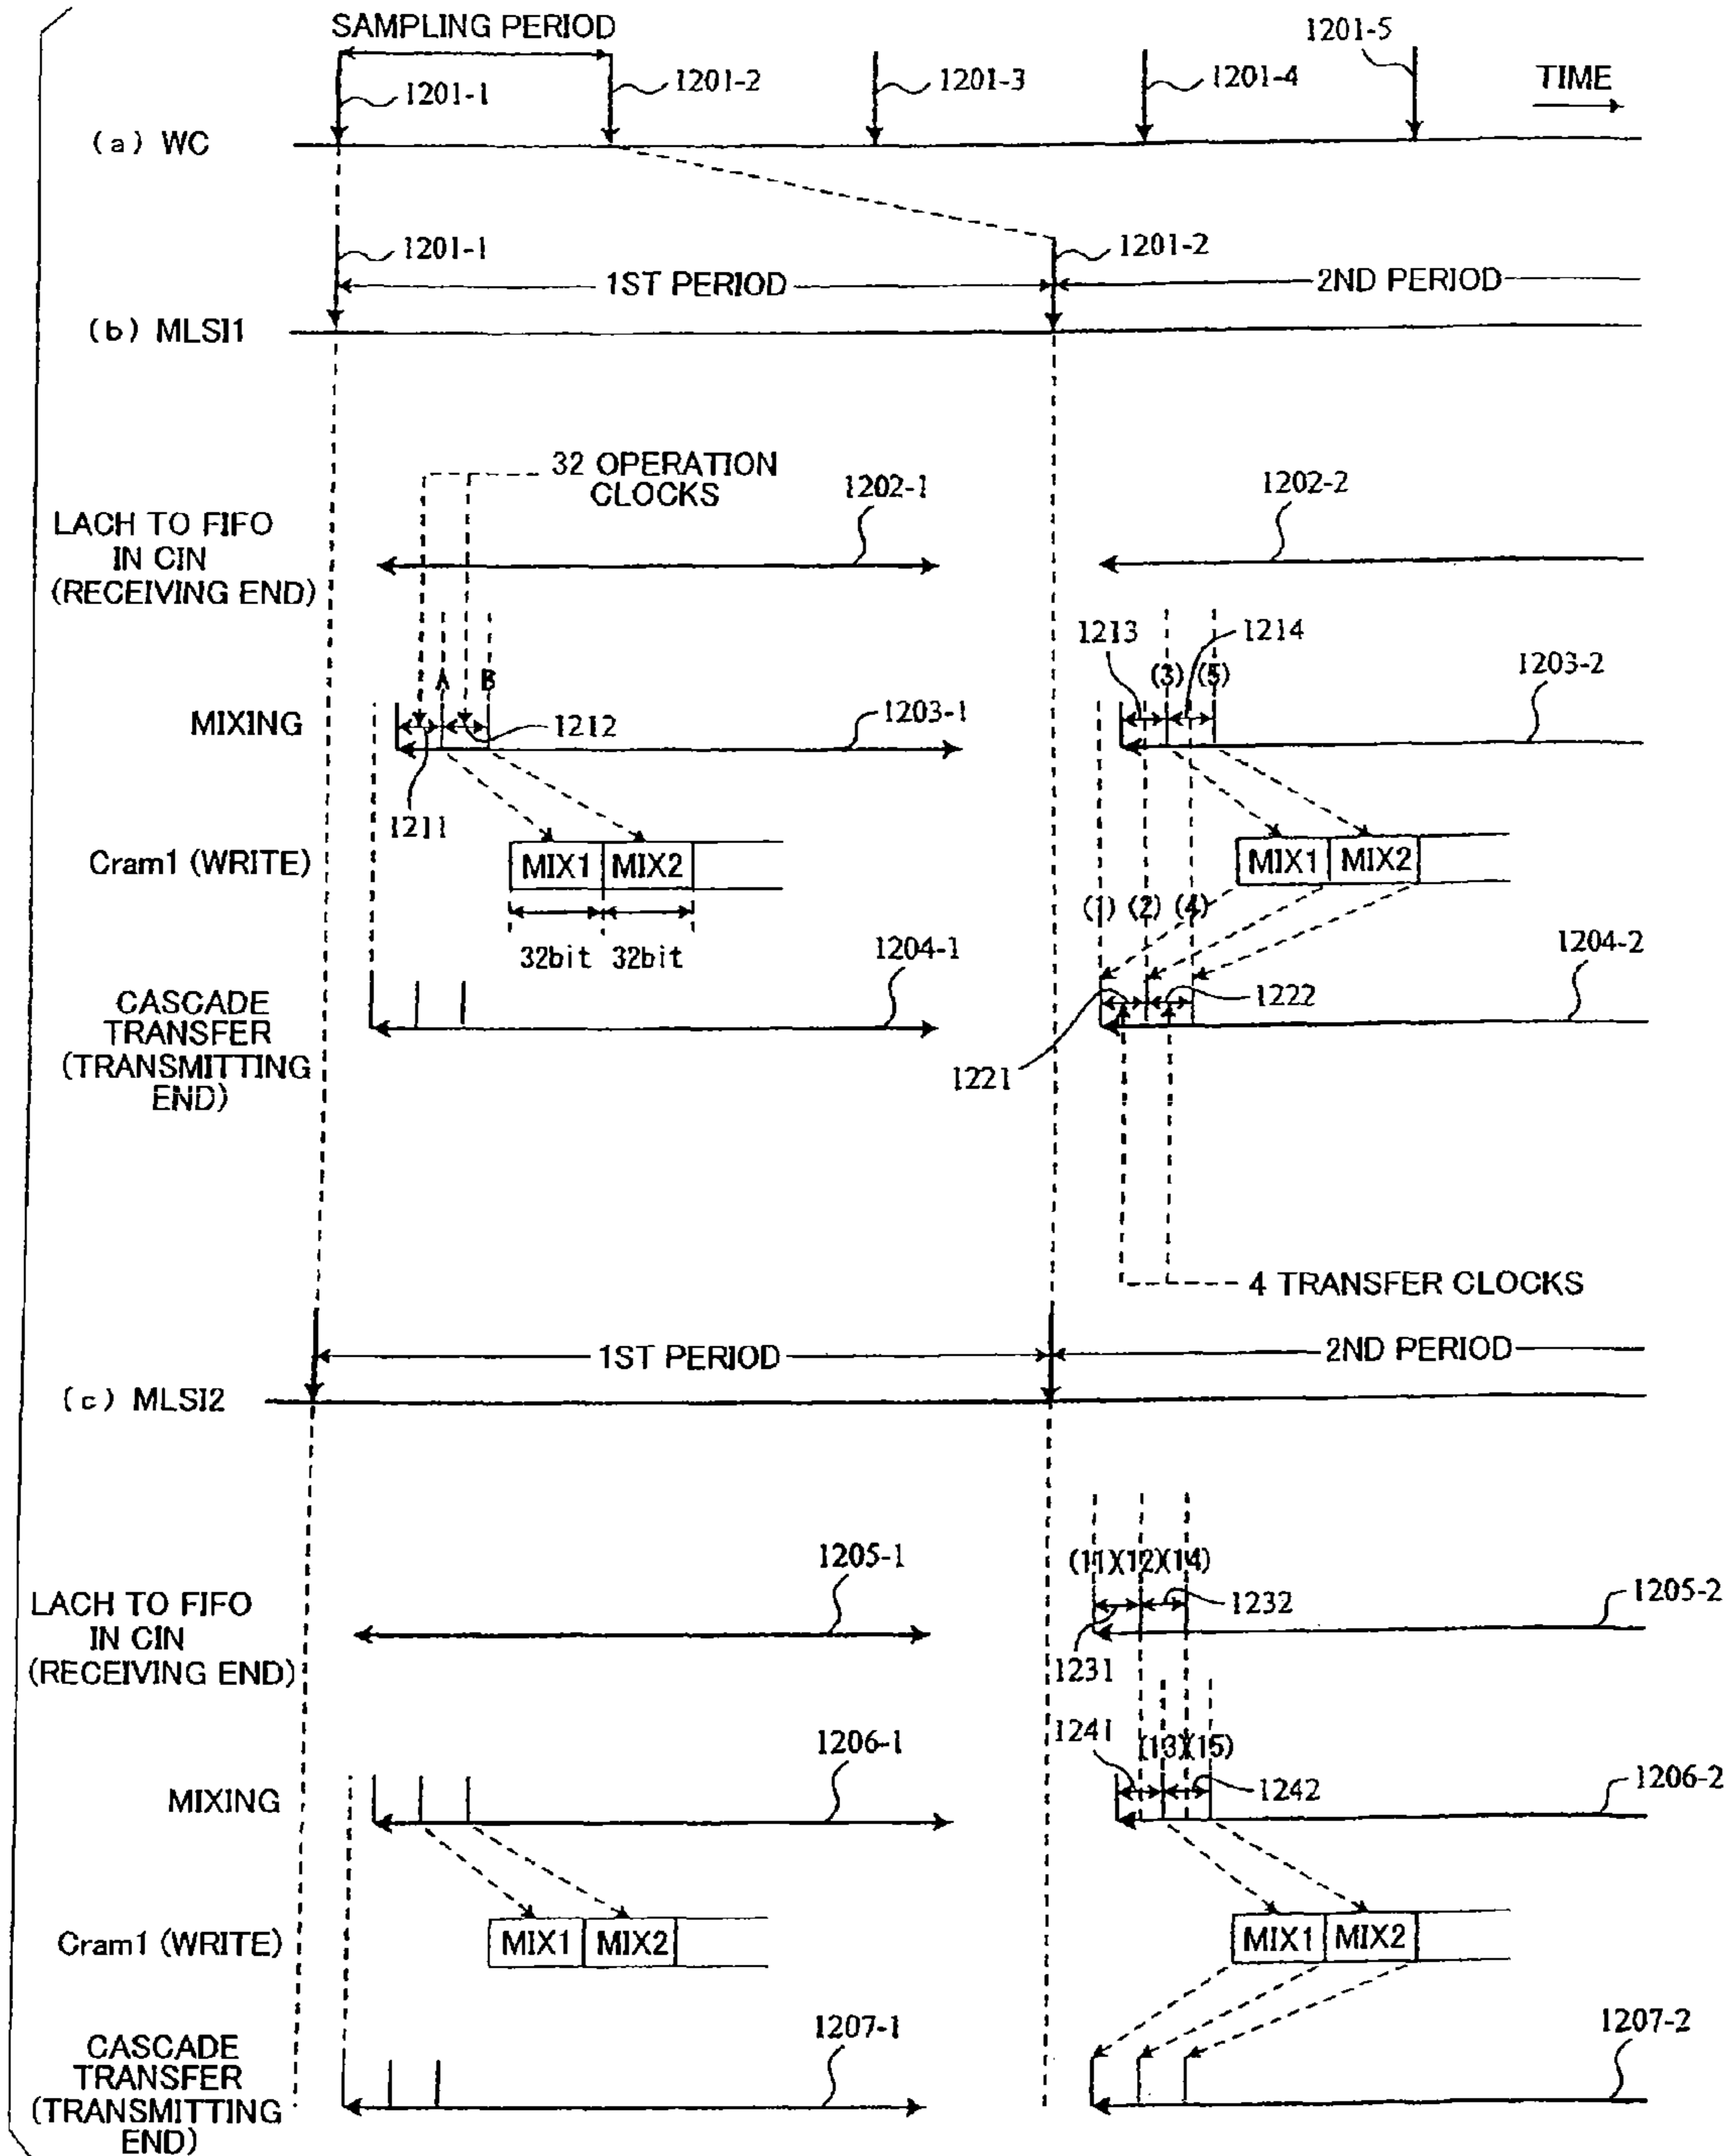 SAMPLING PERIOD
1201-1
1201-2
1201-3
1201-4
1201-5
TIME
(a) WC
1201-1
1201-2
1ST PERIOD
2ND PERIOD
(b) MLSI1
32 OPERATION
CLOCKS
1202-1
1202-2
LACH TO FIFO
IN CIN
(RECEIVING END)
A
B
1212
1203-1
1213
1214
(3)
(5)
1203-2
MIXING
1211
Cram1 (WRITE)
MIX1
MIX2
MIX1
MIX2
32bit
32bit
(1)
(2)
(4)
1204-1
1204-2
CASCADE
TRANSFER
(TRANSMITTING
END)
1222
1221
4 TRANSFER CLOCKS
1ST PERIOD
2ND PERIOD
(c) MLSI2
1205-1
(11)(12)(14)
1232
1205-2
LACH TO FIFO
IN CIN
(RECEIVING END)
1231
1206-1
1241
(13)(15)
1242
1206-2
MIXING
Cram1 (WRITE)
MIX1
MIX2
MIX1
MIX2
1207-1
1207-2
CASCADE
TRANSFER
(TRANSMITTING
END)